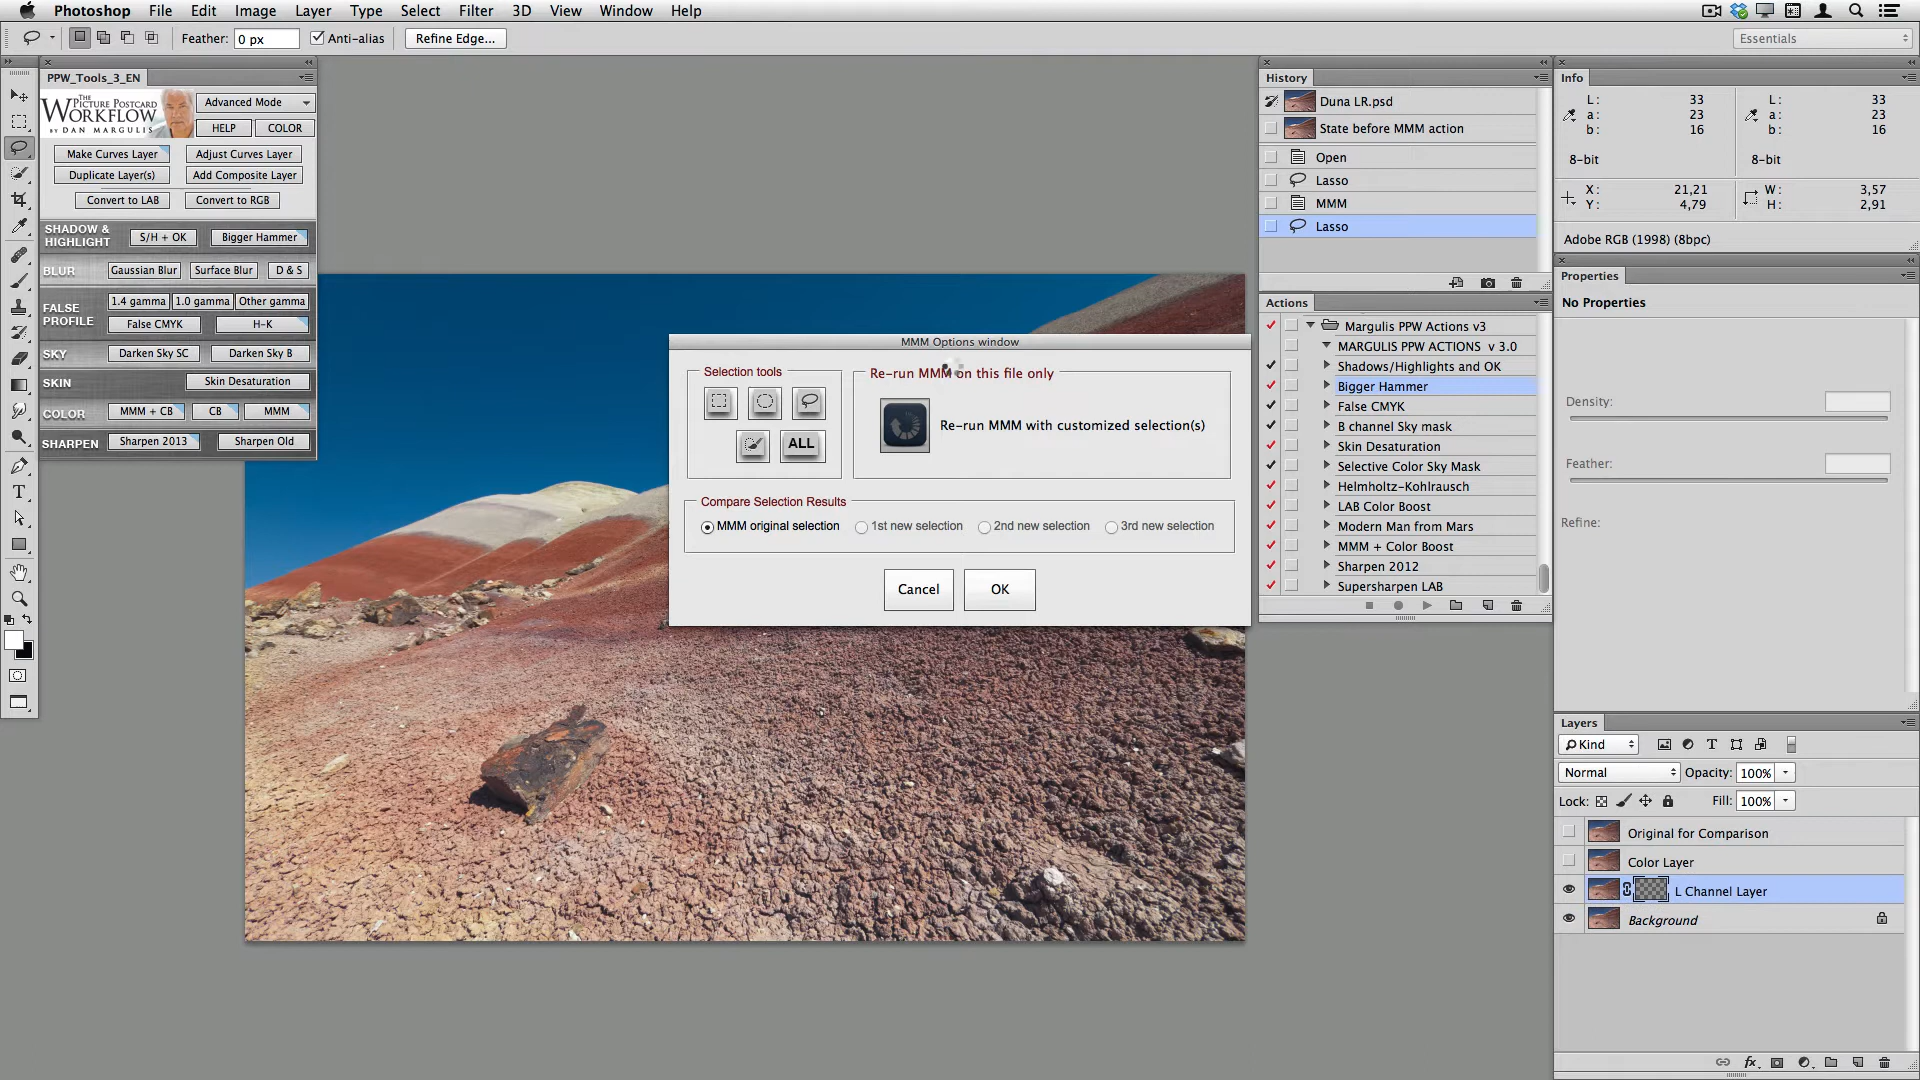 Photoshop File Edit Image Layer Type Select Filter 3D View Window Help
Feather: 0 px Anti-alias Refine Edge... Essentials
PPW_Tools_3_EN
THE PICTURE POSTCARD WORKFLOW BY DAN MARGULIS
Advanced Mode
HELP COLOR
Make Curves Layer Adjust Curves Layer
Duplicate Layer(s) Add Composite Layer
Convert to LAB Convert to RGB
SHADOW & HIGHLIGHT S/H + OK Bigger Hammer
BLUR Gaussian Blur Surface Blur D & S
FALSE PROFILE 1.4 gamma 1.0 gamma Other gamma
False CMYK H-K
SKY Darken Sky SC Darken Sky B
SKIN Skin Desaturation
COLOR MMM + CB CB MMM
SHARPEN Sharpen 2013 Sharpen Old
MMM Options window
Selection tools
ALL
Re-run MMM on this file only
Re-run MMM with customized selection(s)
Compare Selection Results
MMM original selection 1st new selection 2nd new selection 3rd new selection
Cancel OK
History
Duna LR.psd
State before MMM action
Open
Lasso
MMM
Lasso
Actions
Margulis PPW Actions v3
MARGULIS PPW ACTIONS v 3.0
Shadows/Highlights and OK
Bigger Hammer
False CMYK
B channel Sky mask
Skin Desaturation
Selective Color Sky Mask
Helmholtz-Kohlrausch
LAB Color Boost
Modern Man from Mars
MMM + Color Boost
Sharpen 2012
Supersharpen LAB
Info
L: 33 L: 33
a: 23 a: 23
b: 16 b: 16
8-bit 8-bit
X: 21,21 W: 3,57
Y: 4,79 H: 2,91
Adobe RGB (1998) (8bpc)
Properties
No Properties
Density:
Feather:
Refine:
Layers
Kind
Normal Opacity: 100%
Lock: Fill: 100%
Original for Comparison
Color Layer
L Channel Layer
Background
fx